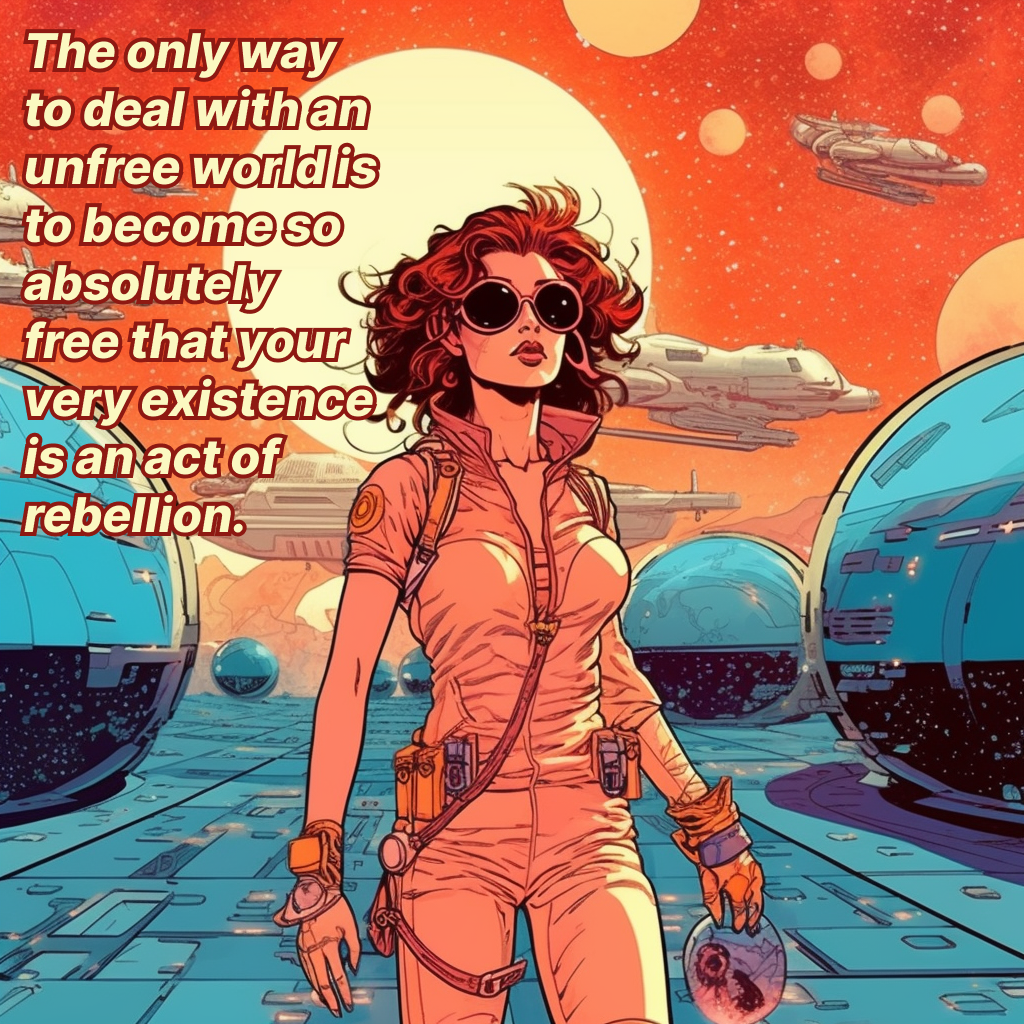 The only way
to deal with an
unfree world is
to become so
absolutely
free that your
very existence
is an act of
rebellion.